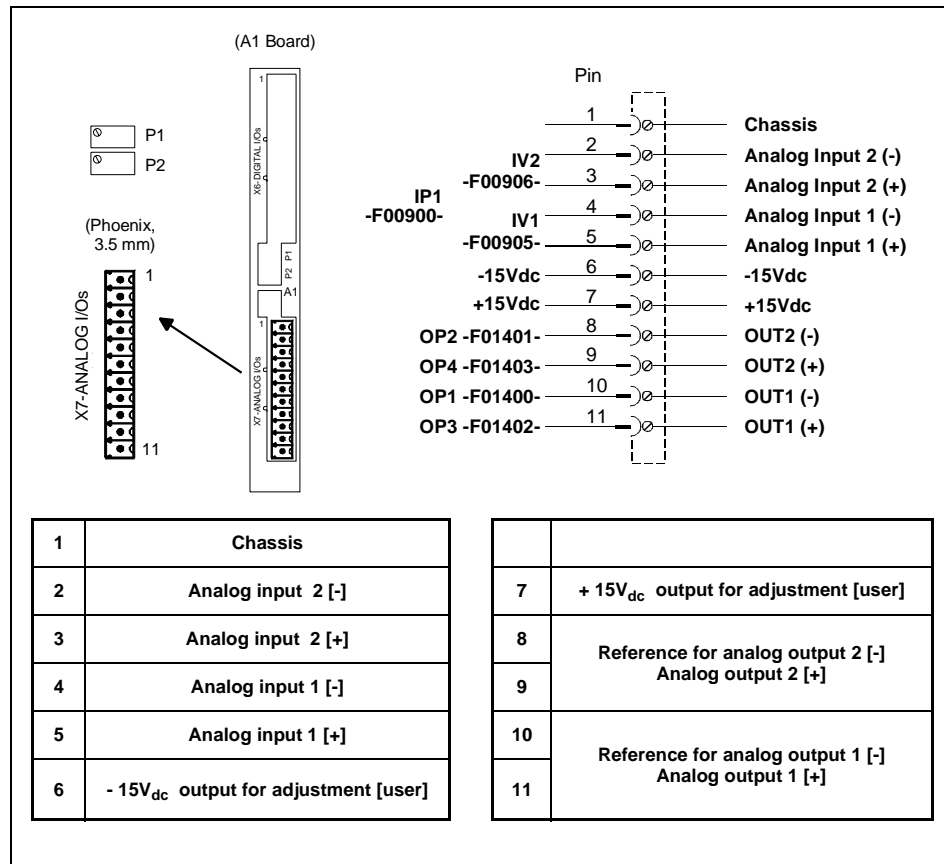 (A1 Board)
1
X6-DIGITAL I/Os
P2 P1
A1
1
X7-ANALOG I/Os
P1
P2
(Phoenix,
3.5 mm)
X7-ANALOG I/Os
1
11
Pin
1 Chassis
IV2 2 Analog Input 2 (-)
-F00906- 3 Analog Input 2 (+)
IP1
-F00900-
IV1 4 Analog Input 1 (-)
-F00905- 5 Analog Input 1 (+)
-15Vdc 6 -15Vdc
+15Vdc 7 +15Vdc
OP2 -F01401- 8 OUT2 (-)
OP4 -F01403- 9 OUT2 (+)
OP1 -F01400- 10 OUT1 (-)
OP3 -F01402- 11 OUT1 (+)
1 Chassis
2 Analog input 2 [-]
3 Analog input 2 [+]
4 Analog input 1 [-]
5 Analog input 1 [+]
6 - 15Vdc output for adjustment [user]
7 + 15Vdc output for adjustment [user]
8 Reference for analog output 2 [-]
9 Analog output 2 [+]
10 Reference for analog output 1 [-]
11 Analog output 1 [+]